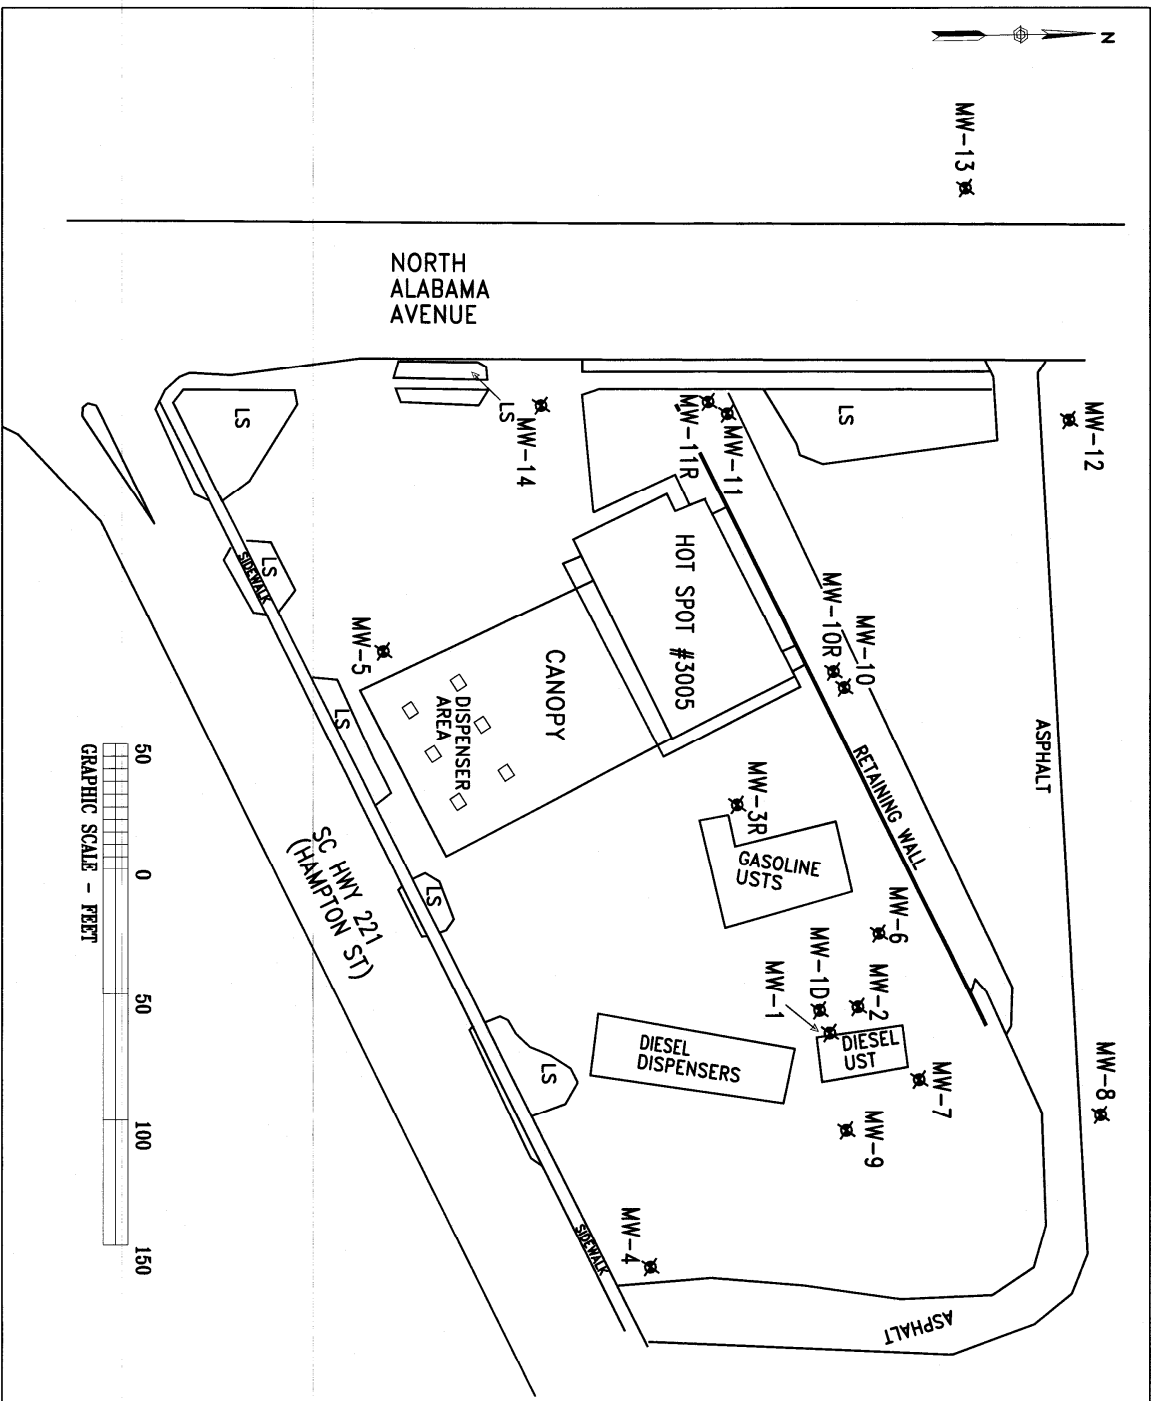 N
MW-13
NORTH
ALABAMA
AVENUE
MW-12
LS
MW-11
MW-11R
MW-14
LS
LS
HOT SPOT #3005
MW-10
MW-10R
ASPHALT
LS
SIDEWALK
MW-5
CANOPY
DISPENSER
AREA
LS
RETAINING WALL
MW-3R
GASOLINE
USTS
MW-6
MW-2
MW-1D
MW-1
DIESEL
UST
MW-7
MW-8
MW-9
DIESEL
DISPENSERS
LS
LS
SC HWY 221
(HAMPTON ST)
MW-4
SIDEWALK
ASPHALT
50 0 50 100 150
GRAPHIC SCALE - FEET